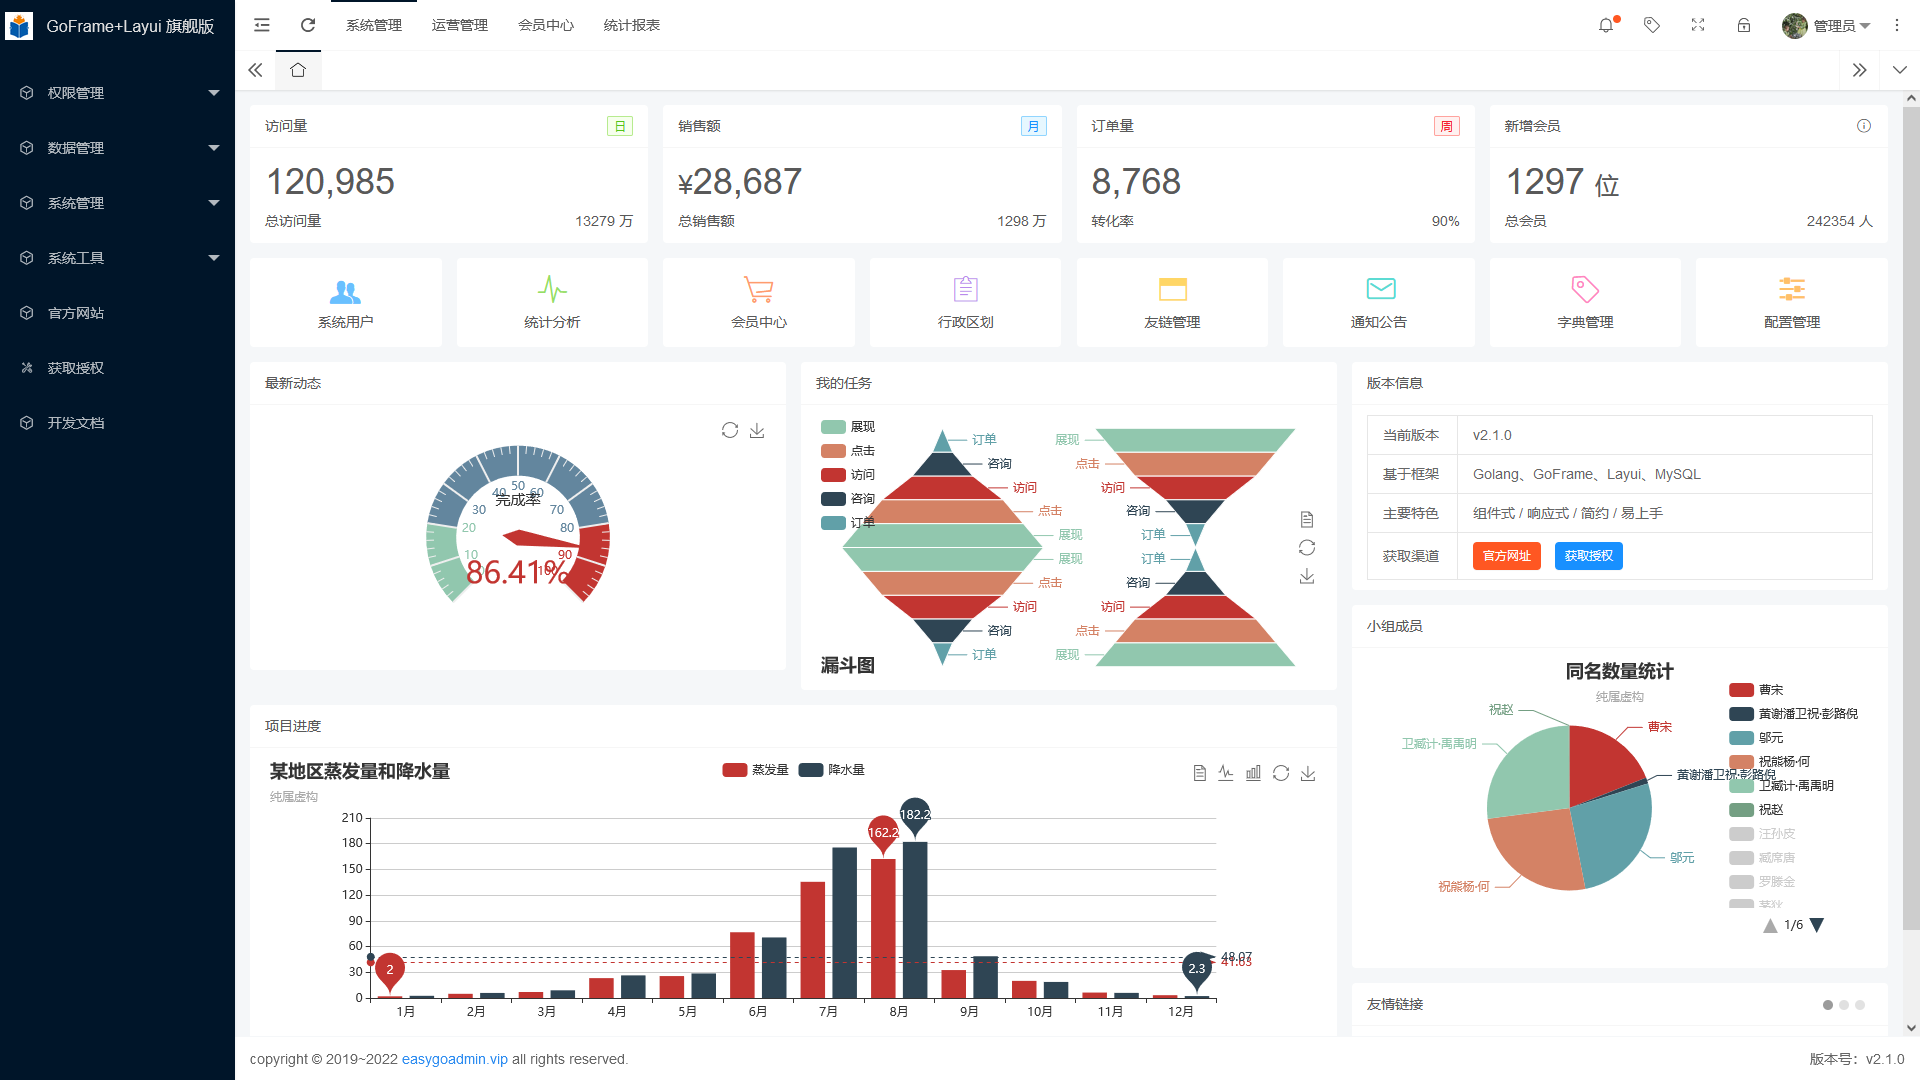 GoFrame+Layui 旗舰版
系统管理 运营管理 会员中心 统计报表
管理员
权限管理
数据管理
系统管理
系统工具
官方网站
获取授权
开发文档
访问量 日
120,985
总访问量 13279 万
销售额 月
¥28,687
总销售额 1298 万
订单量 周
8,768
转化率 90%
新增会员
1297 位
总会员 242354 人
系统用户 统计分析 会员中心 行政区划 友链管理 通知公告 字典管理 配置管理
最新动态
10
20
30
40
50
60
70
80
90
100
完成率
86.41%
我的任务
展现
点击
访问
咨询
订单
订单
咨询
访问
点击
展现
展现
点击
访问
咨询
订单
展现
点击
访问
咨询
订单
订单
咨询
访问
点击
展现
漏斗图
版本信息
当前版本 v2.1.0
基于框架 Golang、GoFrame、Layui、MySQL
主要特色 组件式 / 响应式 / 简约 / 易上手
获取渠道 官方网址 获取授权
小组成员
同名数量统计
纯属虚构
曹宋
黄谢潘卫祝·彭路倪
邬元
祝熊杨·何
卫臧计·禹禹明
祝赵
曹宋
黄谢潘卫祝·彭路倪
邬元
祝熊杨·何
卫臧计·禹禹明
祝赵
汪孙皮
臧席唐
罗滕金
茅狄
1/6
项目进度
某地区蒸发量和降水量
纯属虚构
蒸发量 降水量
210
180
150
120
90
60
30
0
2
162.2
182.2
2.3
48.07
41.63
1月 2月 3月 4月 5月 6月 7月 8月 9月 10月 11月 12月
友情链接
copyright © 2019~2022 easygoadmin.vip all rights reserved.
版本号：v2.1.0